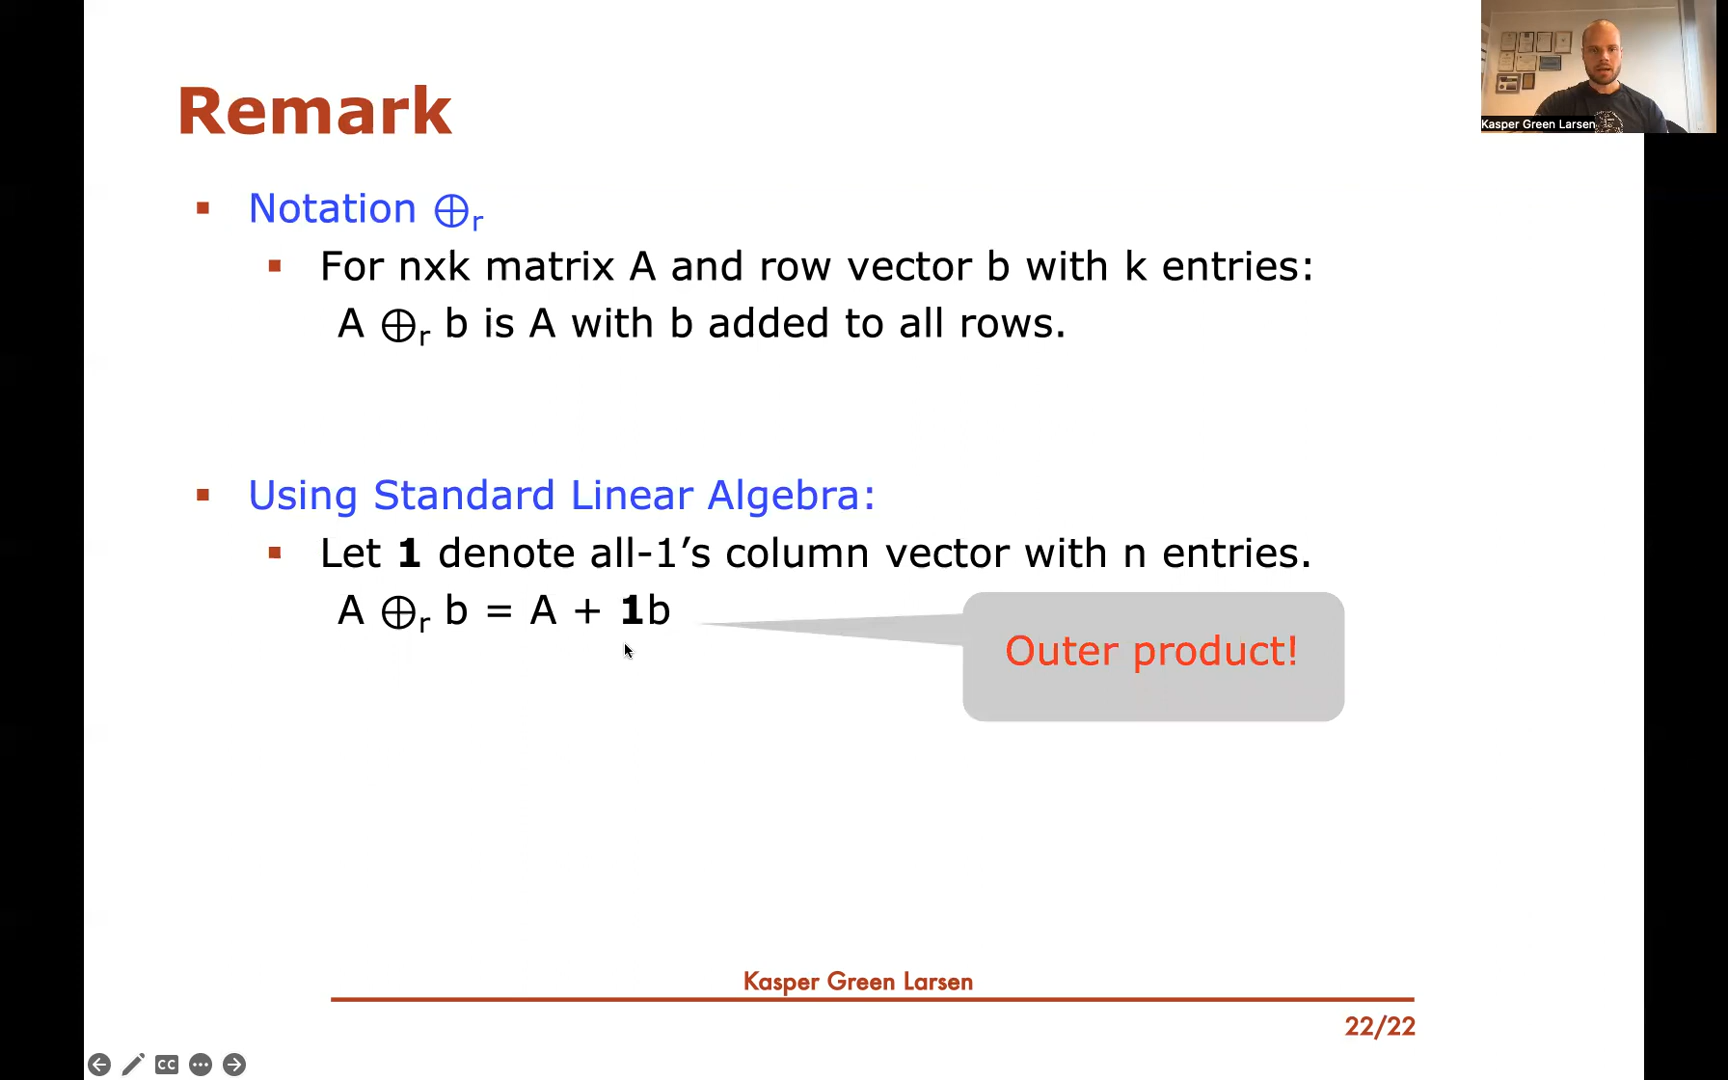 Remark
Kasper Green Larsen
▪ Notation ⊕r
▪ For nxk matrix A and row vector b with k entries:
A ⊕r b is A with b added to all rows.
▪ Using Standard Linear Algebra:
▪ Let 1 denote all-1’s column vector with n entries.
A ⊕r b = A + 1b
Outer product!
Kasper Green Larsen
22/22
CC